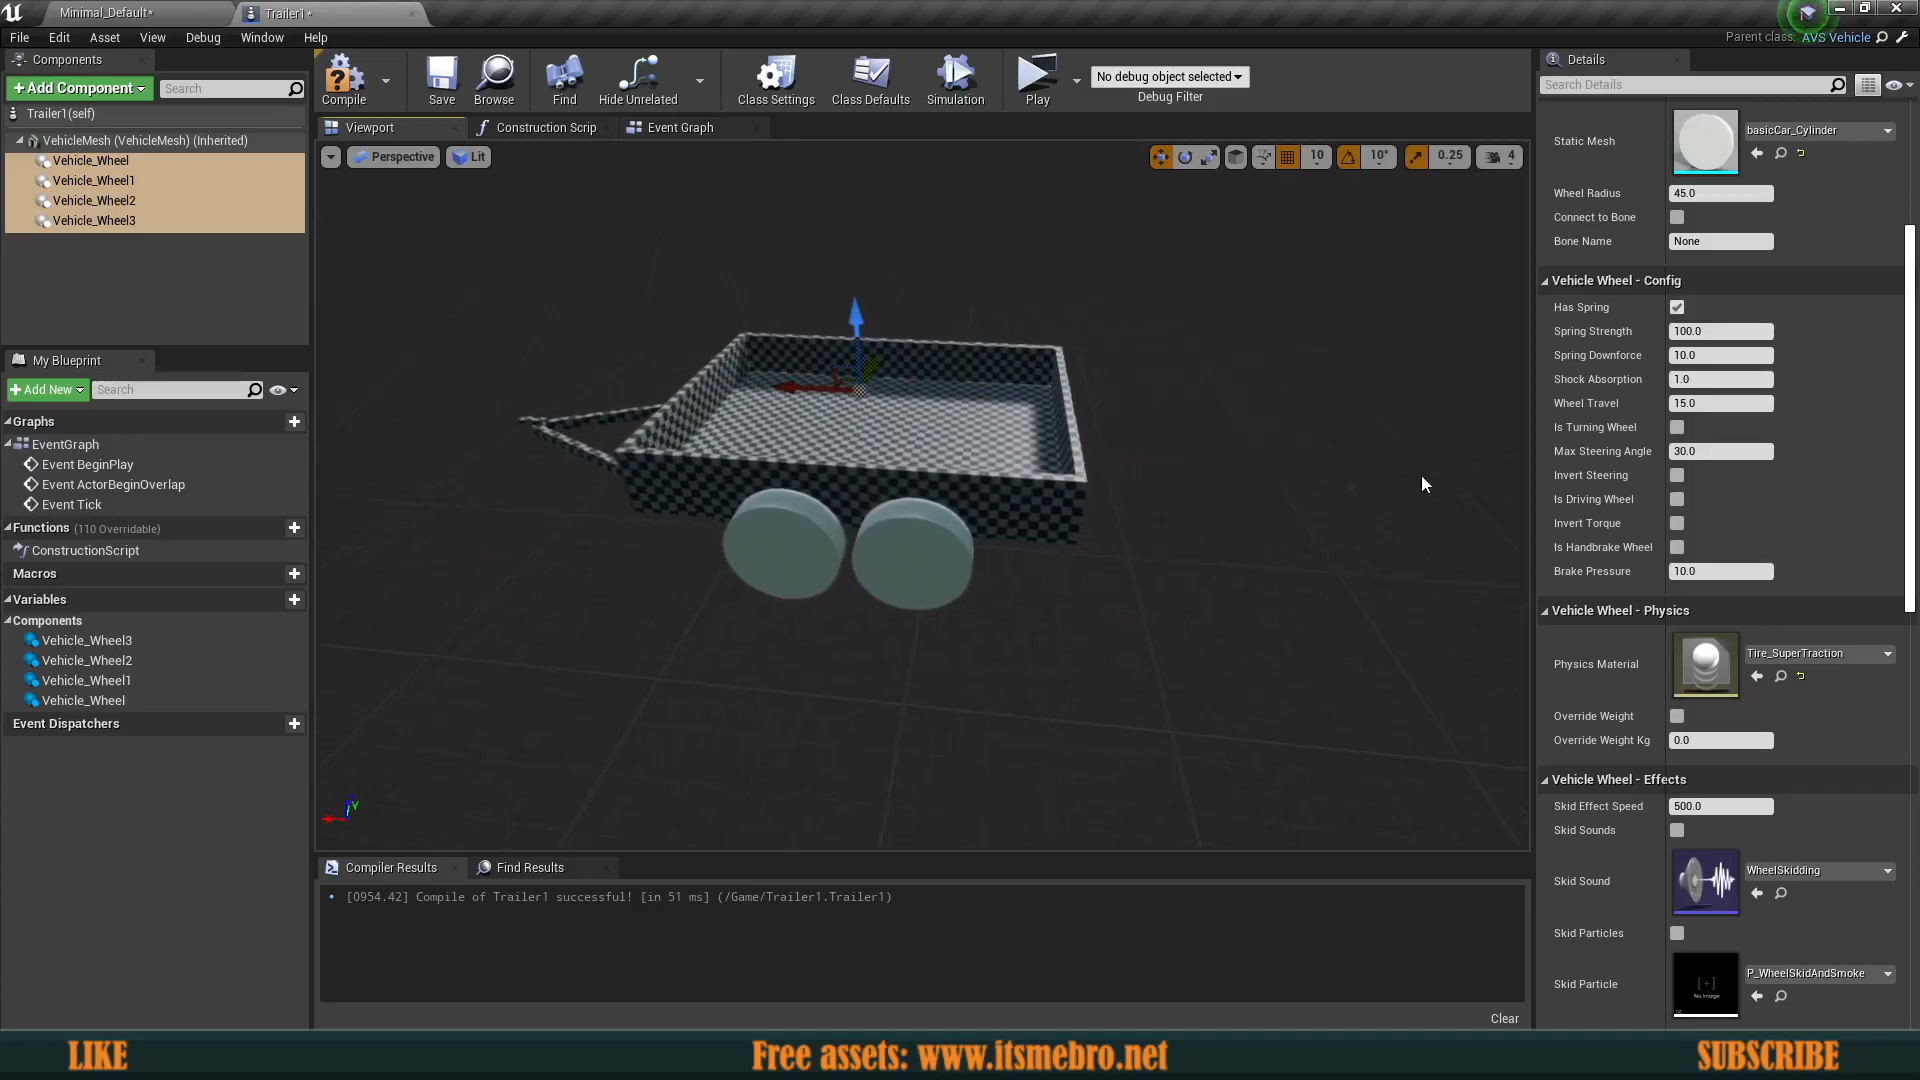 Minimal_Default*
Trailer1*
File Edit Asset View Debug Window Help
Parent class: AVS Vehicle
Components
Add Component
Search
Trailer1(self)
VehicleMesh (VehicleMesh) (Inherited)
Vehicle_Wheel
Vehicle_Wheel1
Vehicle_Wheel2
Vehicle_Wheel3
My Blueprint
Add New
Search
Graphs
EventGraph
Event BeginPlay
Event ActorBeginOverlap
Event Tick
Functions (110 Overridable)
ConstructionScript
Macros
Variables
Components
Vehicle_Wheel3
Vehicle_Wheel2
Vehicle_Wheel1
Vehicle_Wheel
Event Dispatchers
Compile
Save
Browse
Find
Hide Unrelated
Class Settings
Class Defaults
Simulation
Play
No debug object selected
Debug Filter
Viewport
Construction Scrip
Event Graph
Perspective
Lit
10
10°
0.25
4
Compiler Results
Find Results
[0954.42] Compile of Trailer1 successful! [in 51 ms] (/Game/Trailer1.Trailer1)
Clear
Details
Search Details
Static Mesh
basicCar_Cylinder
Wheel Radius 45.0
Connect to Bone
Bone Name None
Vehicle Wheel - Config
Has Spring
Spring Strength 100.0
Spring Downforce 10.0
Shock Absorption 1.0
Wheel Travel 15.0
Is Turning Wheel
Max Steering Angle 30.0
Invert Steering
Is Driving Wheel
Invert Torque
Is Handbrake Wheel
Brake Pressure 10.0
Vehicle Wheel - Physics
Physics Material
Tire_SuperTraction
Override Weight
Override Weight Kg 0.0
Vehicle Wheel - Effects
Skid Effect Speed 500.0
Skid Sounds
Skid Sound
WheelSkidding
Skid Particles
Skid Particle
P_WheelSkidAndSmoke
[+]
No Image
LIKE
Free assets: www.itsmebro.net
SUBSCRIBE